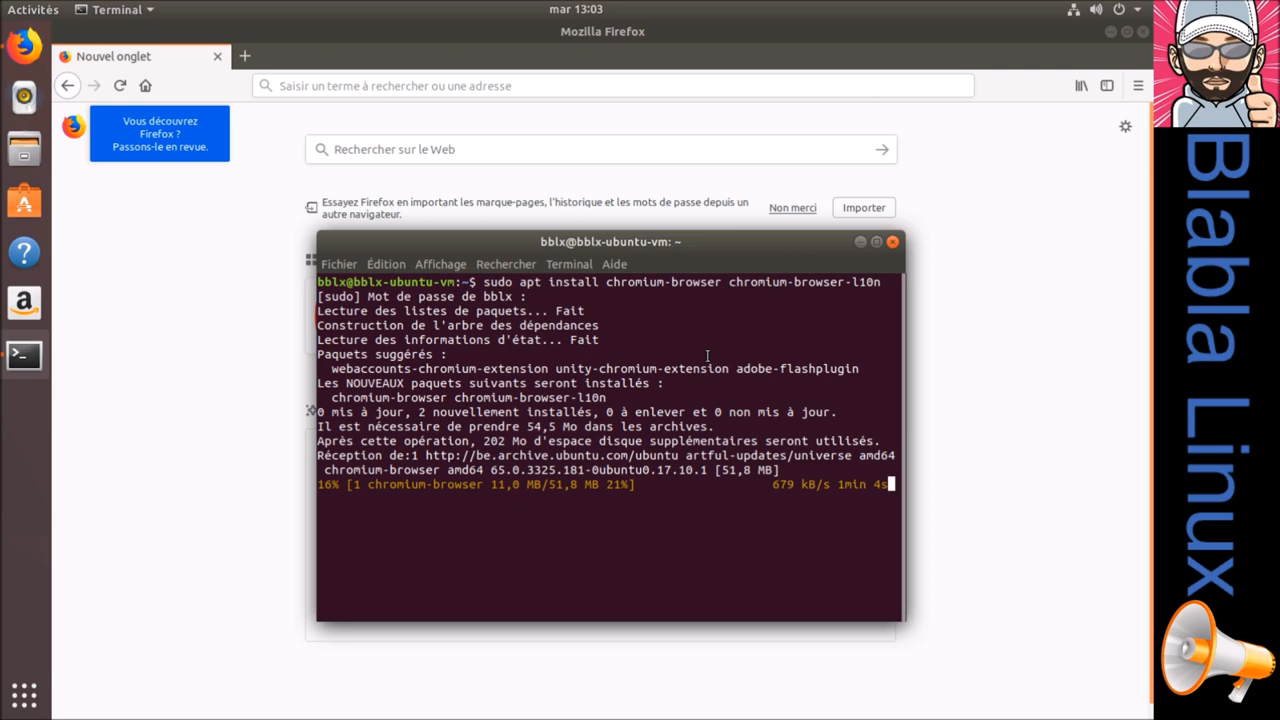 Activités
Terminal
mar 13:03
Mozilla Firefox
Nouvel onglet
Saisir un terme à rechercher ou une adresse
Vous découvrez
Firefox ?
Passons-le en revue.
Rechercher sur le Web
Essayez Firefox en important les marque-pages, l'historique et les mots de passe depuis un
autre navigateur.
Non merci
Importer
bblx@bblx-ubuntu-vm: ~
Fichier Édition Affichage Rechercher Terminal Aide
bblx@bblx-ubuntu-vm:~$ sudo apt install chromium-browser chromium-browser-l10n
[sudo] Mot de passe de bblx :
Lecture des listes de paquets... Fait
Construction de l'arbre des dépendances
Lecture des informations d'état... Fait
Paquets suggérés :
webaccounts-chromium-extension unity-chromium-extension adobe-flashplugin
Les NOUVEAUX paquets suivants seront installés :
chromium-browser chromium-browser-l10n
0 mis à jour, 2 nouvellement installés, 0 à enlever et 0 non mis à jour.
Il est nécessaire de prendre 54,5 Mo dans les archives.
Après cette opération, 202 Mo d'espace disque supplémentaires seront utilisés.
Réception de:1 http://be.archive.ubuntu.com/ubuntu artful-updates/universe amd64
chromium-browser amd64 65.0.3325.181-0ubuntu0.17.10.1 [51,8 MB]
16% [1 chromium-browser 11,0 MB/51,8 MB 21%] 679 kB/s 1min 4s
Blabla Linux